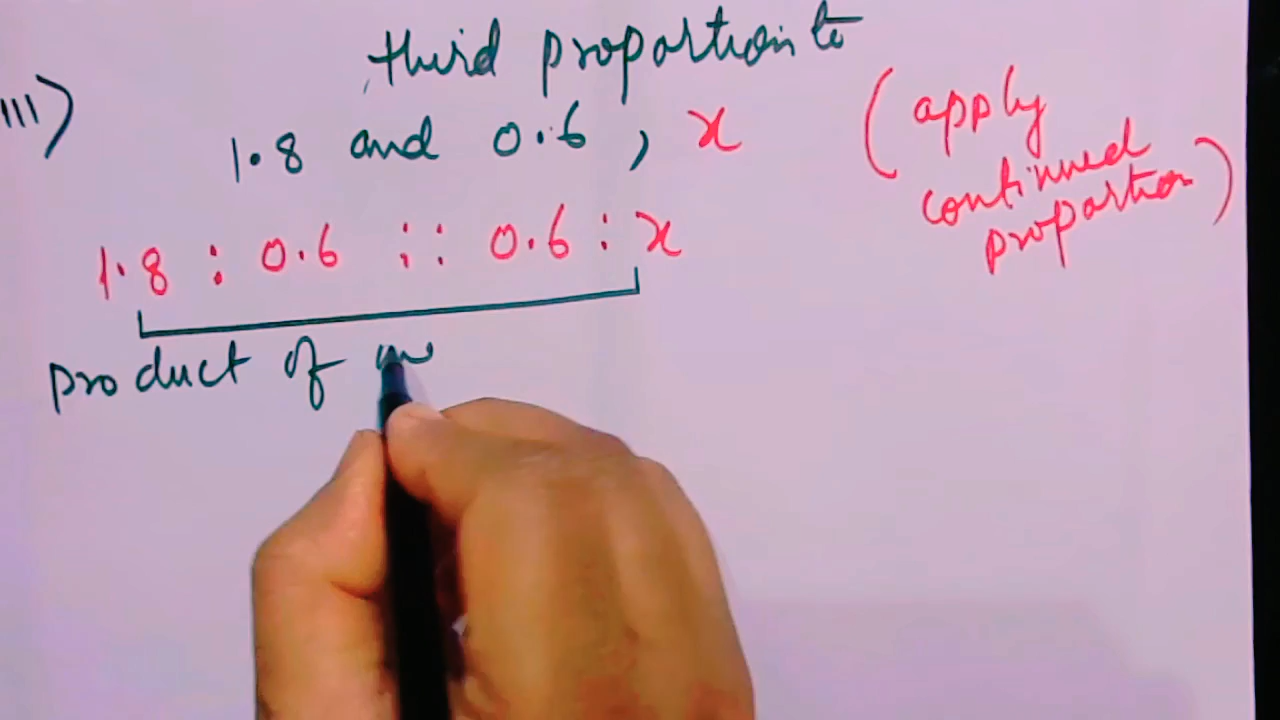 third proportion to
III)
1.8 and 0.6 , x
(apply
continued
proportion)
1.8 : 0.6 :: 0.6 : x
product of